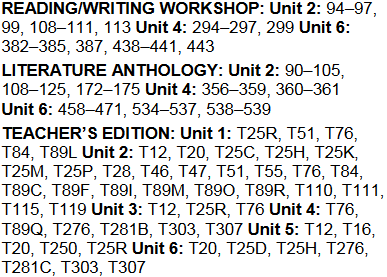 READING/WRITING WORKSHOP: Unit 2: 94–97,
99, 108–111, 113 Unit 4: 294–297, 299 Unit 6:
382–385, 387, 438–441, 443
LITERATURE ANTHOLOGY: Unit 2: 90–105,
108–125, 172–175 Unit 4: 356–359, 360–361
Unit 6: 458–471, 534–537, 538–539
TEACHER’S EDITION: Unit 1: T25R, T51, T76,
T84, T89L Unit 2: T12, T20, T25C, T25H, T25K,
T25M, T25P, T28, T46, T47, T51, T55, T76, T84,
T89C, T89F, T89I, T89M, T89O, T89R, T110, T111,
T115, T119 Unit 3: T12, T25R, T76 Unit 4: T76,
T89Q, T276, T281B, T303, T307 Unit 5: T12, T16,
T20, T250, T25R Unit 6: T20, T25D, T25H, T276,
T281C, T303, T307